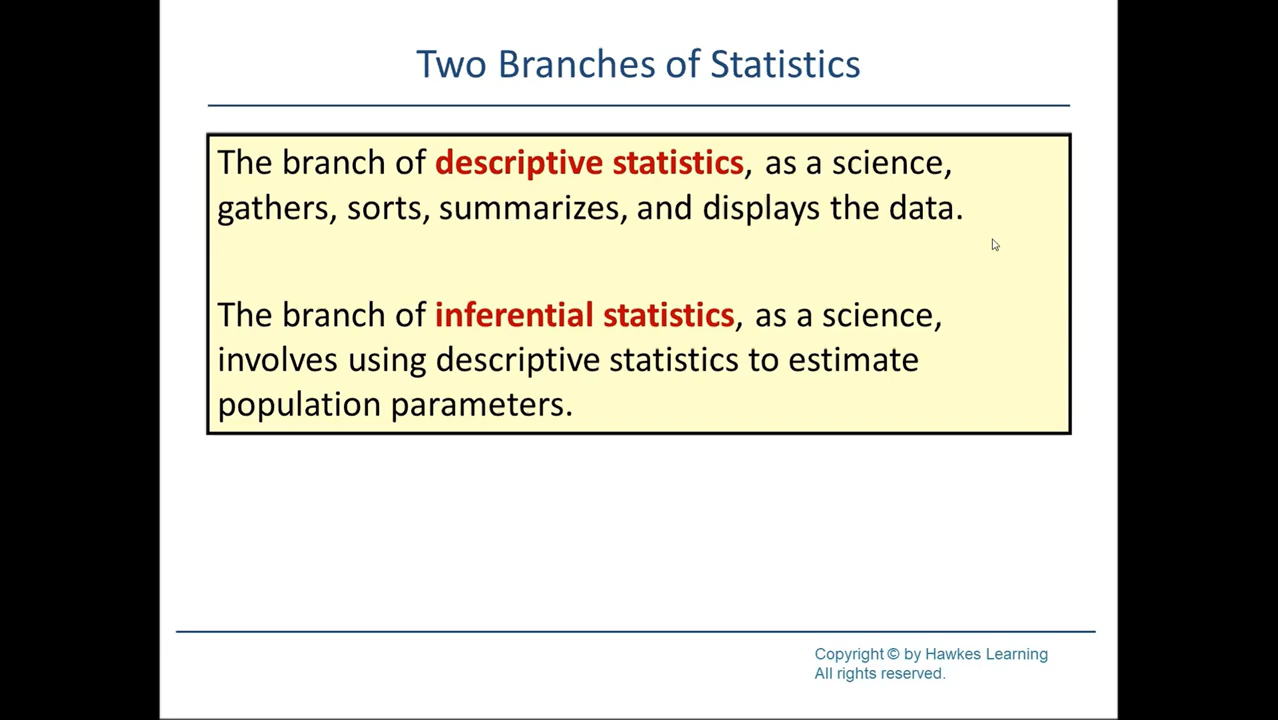 Two Branches of Statistics
The branch of descriptive statistics, as a science,
gathers, sorts, summarizes, and displays the data.
The branch of inferential statistics, as a science,
involves using descriptive statistics to estimate
population parameters.
Copyright © by Hawkes Learning
All rights reserved.